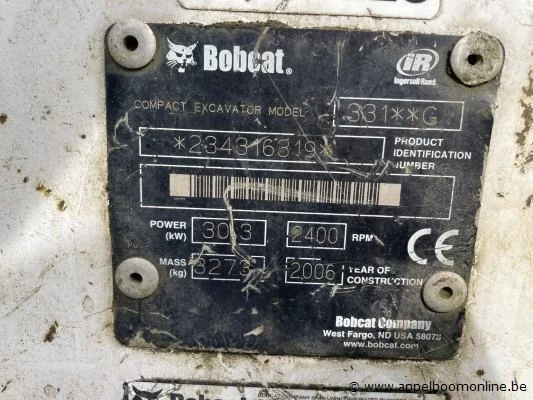 Bobcat®
IR
Ingersoll-Rand
COMPACT EXCAVATOR MODEL 331**G
*234316319*
PRODUCT IDENTIFICATION NUMBER
POWER (kW) 30.3 2400 RPM
MASS (kg) 3273 2006 YEAR OF CONSTRUCTION
CE
Bobcat Company
West Fargo, ND USA 58078
www.bobcat.com
© www.appelboomonline.be